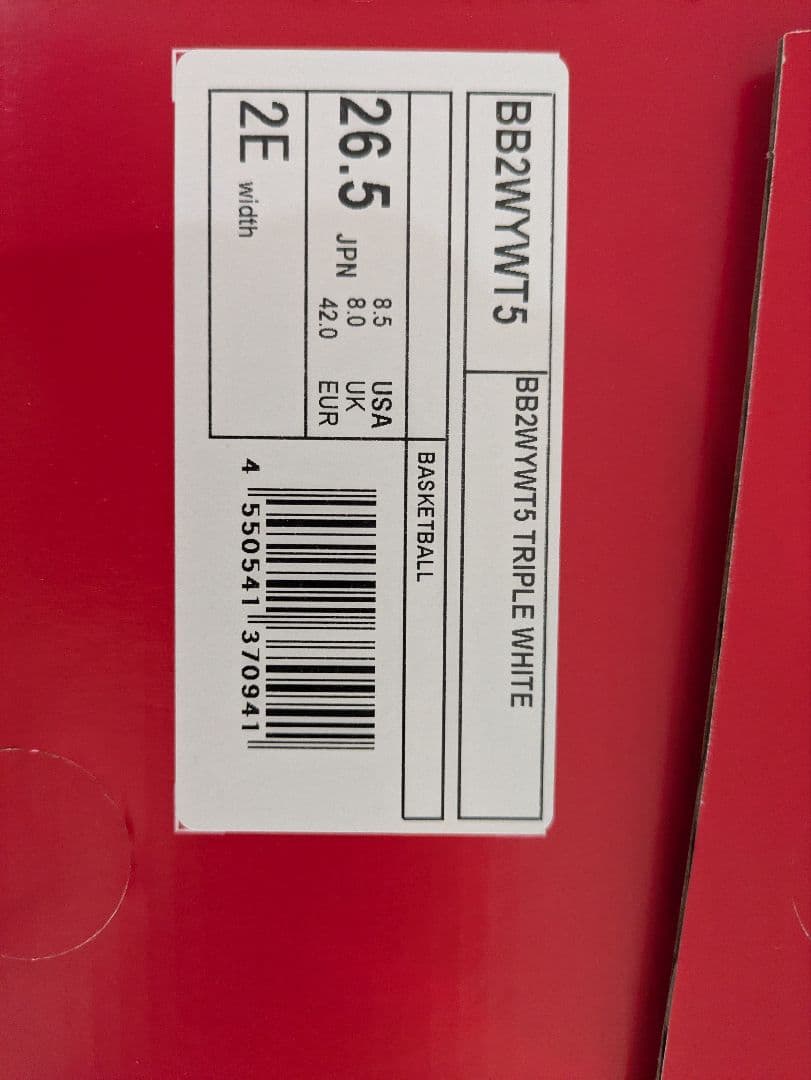 BB2WYWT5
BB2WYWT5 TRIPLE WHITE
BASKETBALL
26.5 JPN
8.5 USA
8.0 UK
42.0 EUR
2E width
4 550541 370941